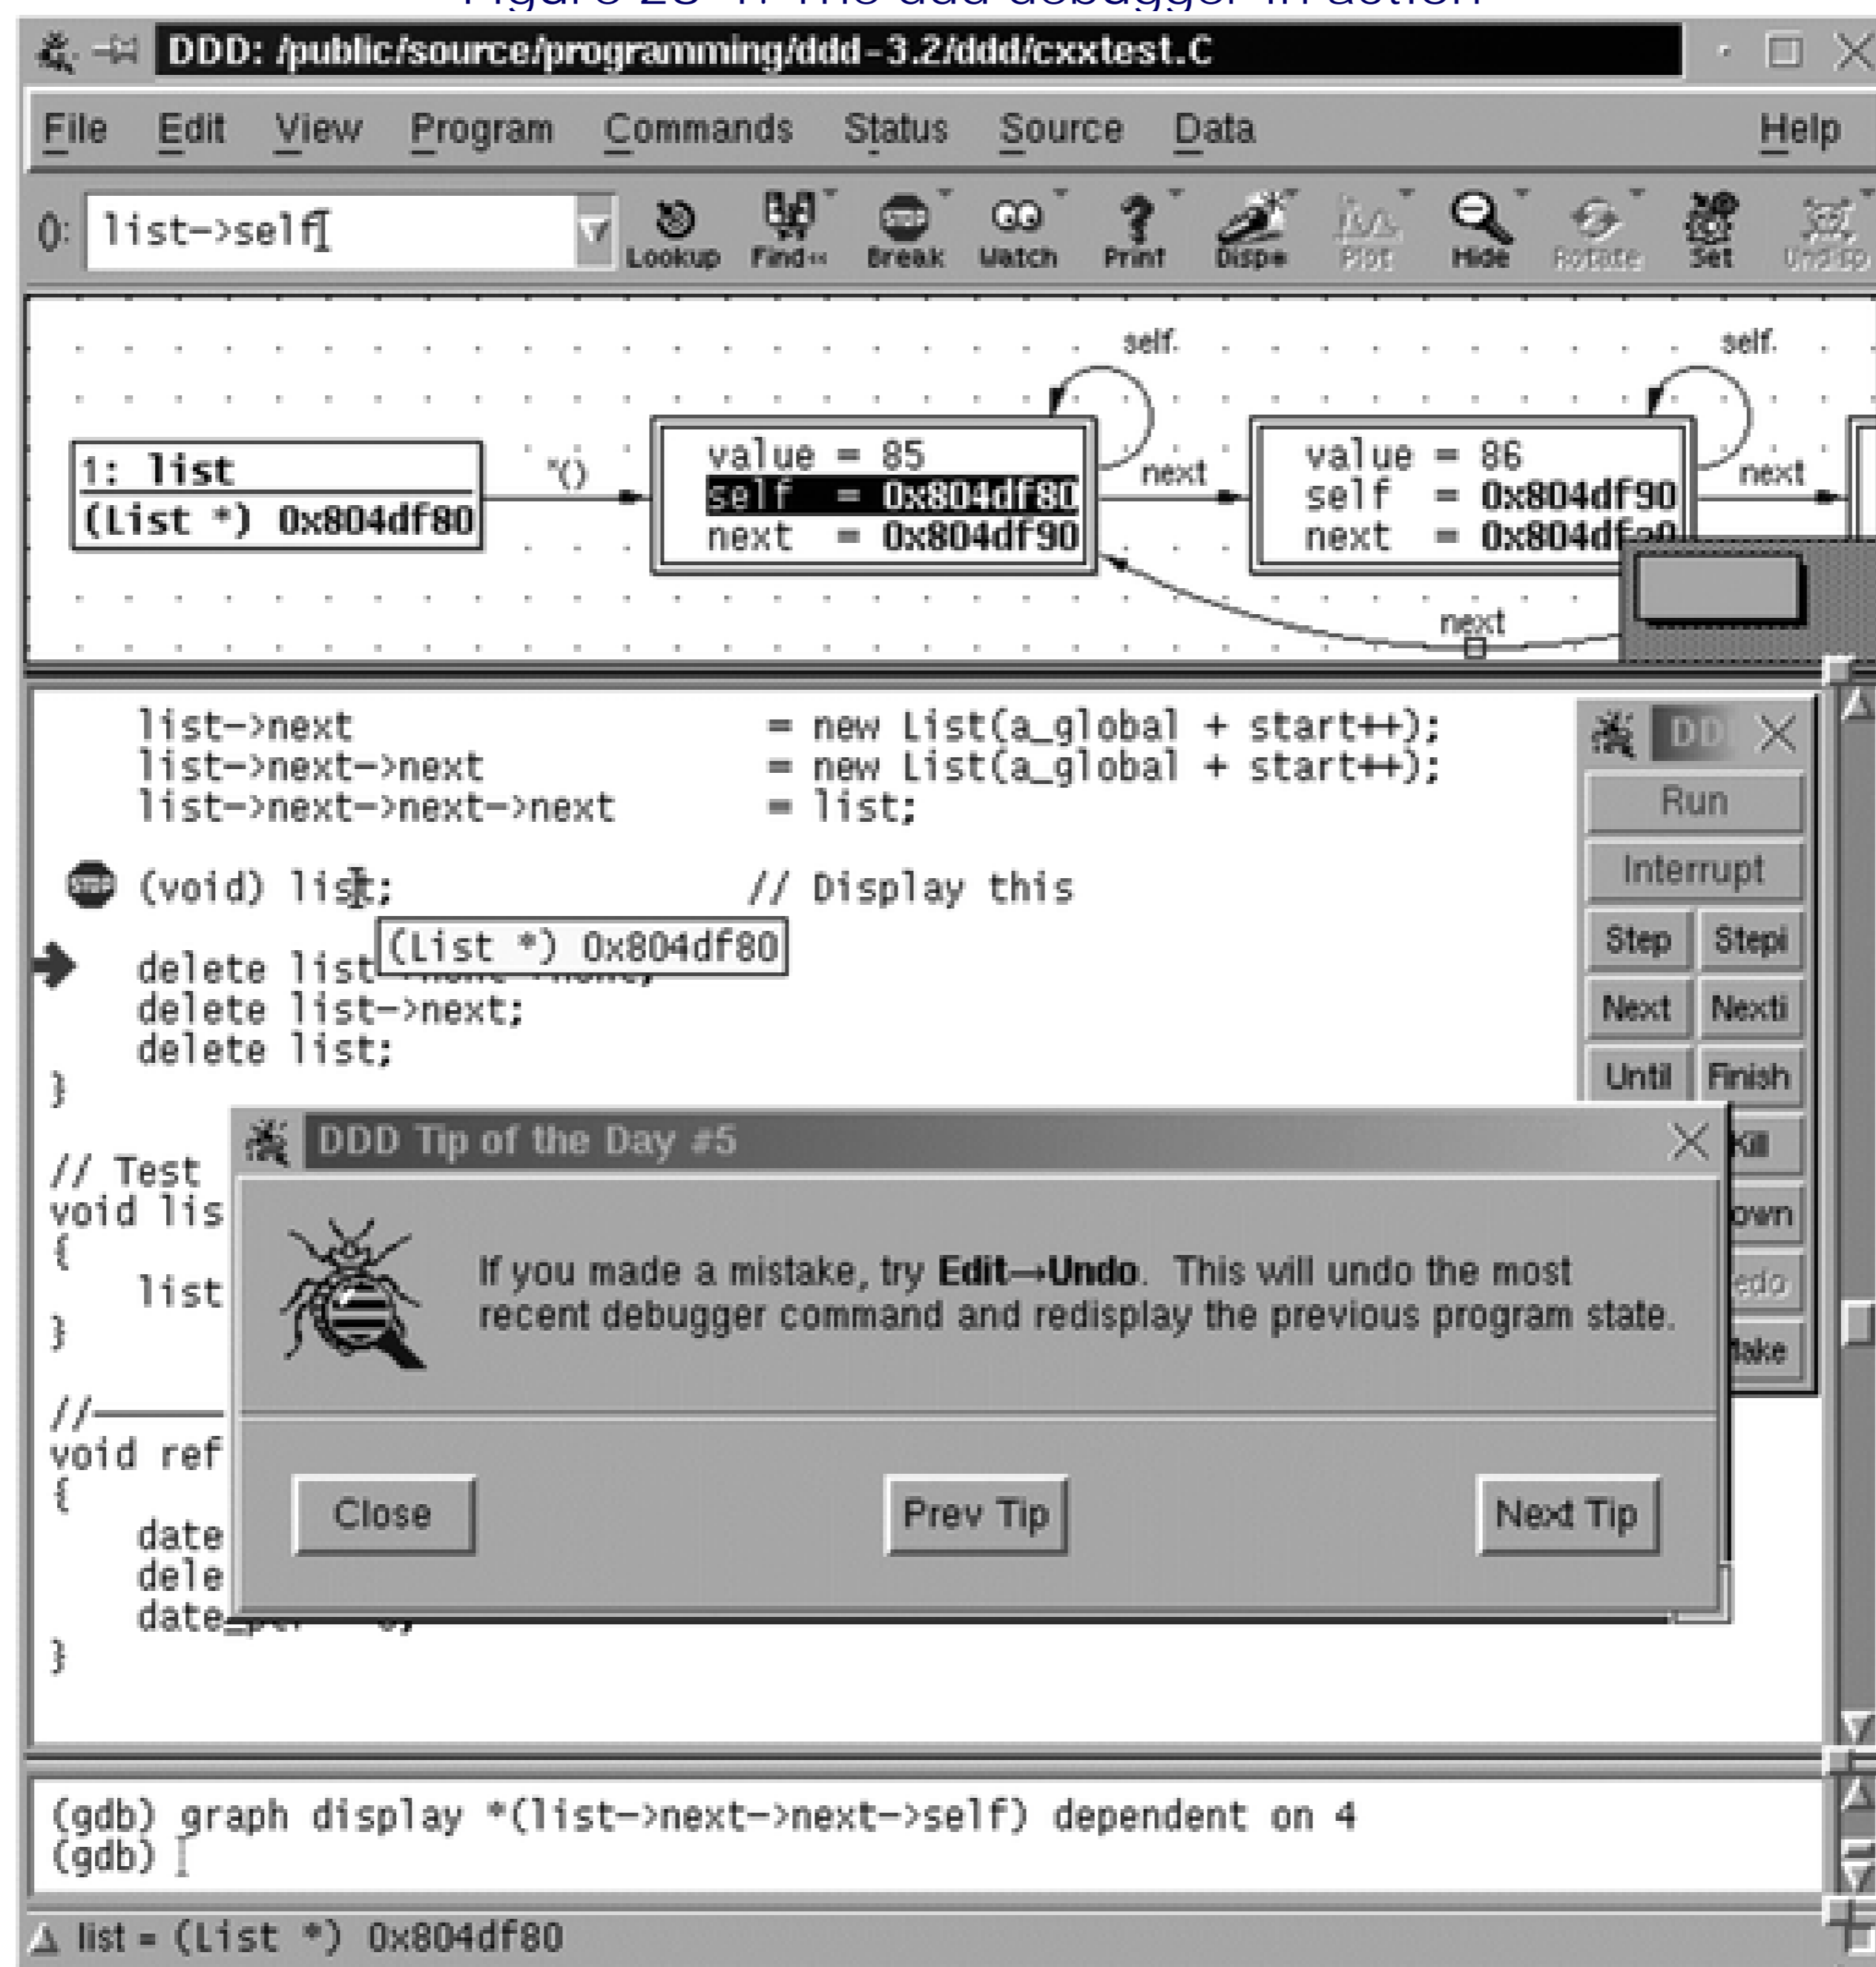 DDD: /public/source/programming/ddd-3.2/ddd/cxxtest.C
File Edit View Program Commands Status Source Data Help
(): list->self
Lookup Find Break Watch Print Plot Hide Rotate Set
self self
1: list
(List *) 0x804df80
*()
value = 85
self = 0x804df80
next = 0x804df90
next
value = 86
self = 0x804df90
next =
next
next
list->next = new List(a_global + start++);
list->next->next = new List(a_global + start++);
list->next->next->next = list;
STOP (void) list; // Display this
(List *) 0x804df80
delete list
delete list->next;
delete list;
}
// Test
void lis
{
list
}
//
void ref
{
date
dele
date
}
DD
Run
Interrupt
Step Stepi
Next Nexti
Until Finish
Kill
own
edo
Make
DDD Tip of the Day #5
If you made a mistake, try Edit→Undo. This will undo the most
recent debugger command and redisplay the previous program state.
Close Prev Tip Next Tip
(gdb) graph display *(list->next->next->self) dependent on 4
(gdb)
list = (List *) 0x804df80